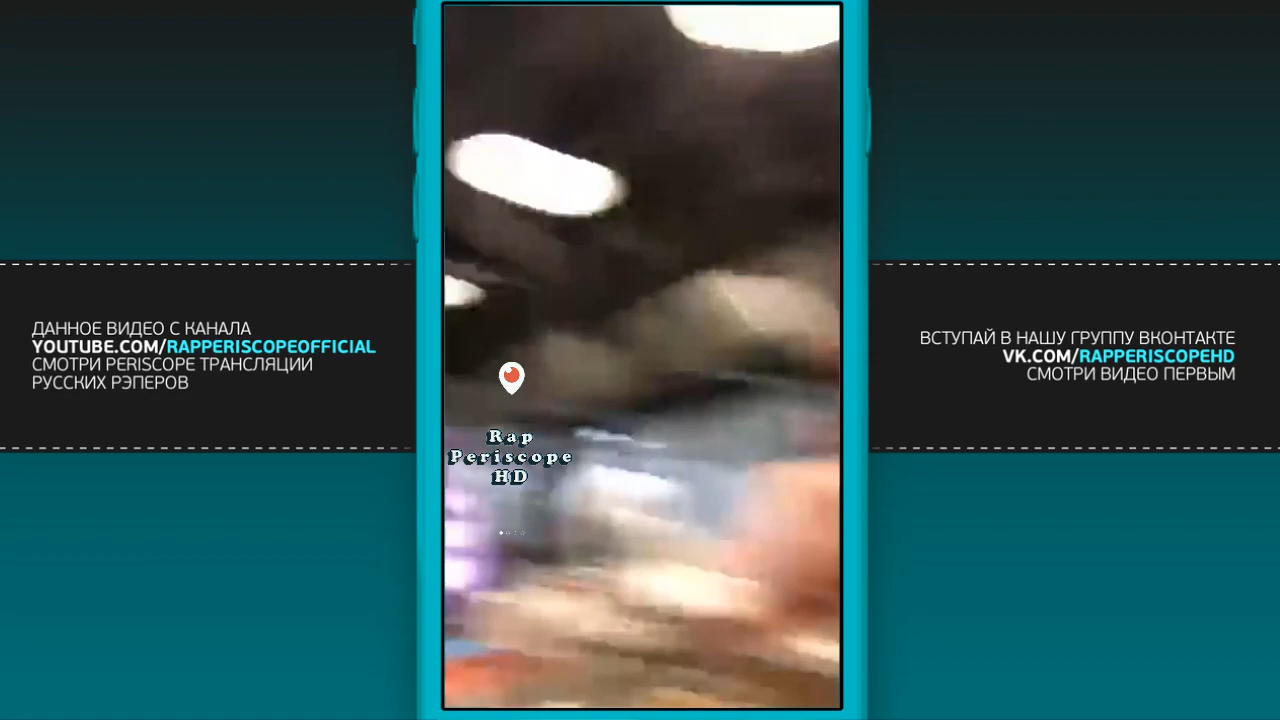 ДАННОЕ ВИДЕО С КАНАЛА
YOUTUBE.COM/RAPPERISCOPEOFFICIAL
СМОТРИ PERISCOPE ТРАНСЛЯЦИИ
РУССКИХ РЭПЕРОВ
Rap
Periscope
HD
ВСТУПАЙ В НАШУ ГРУППУ ВКОНТАКТЕ
VK.COM/RAPPERISCOPEHD
СМОТРИ ВИДЕО ПЕРВЫМ